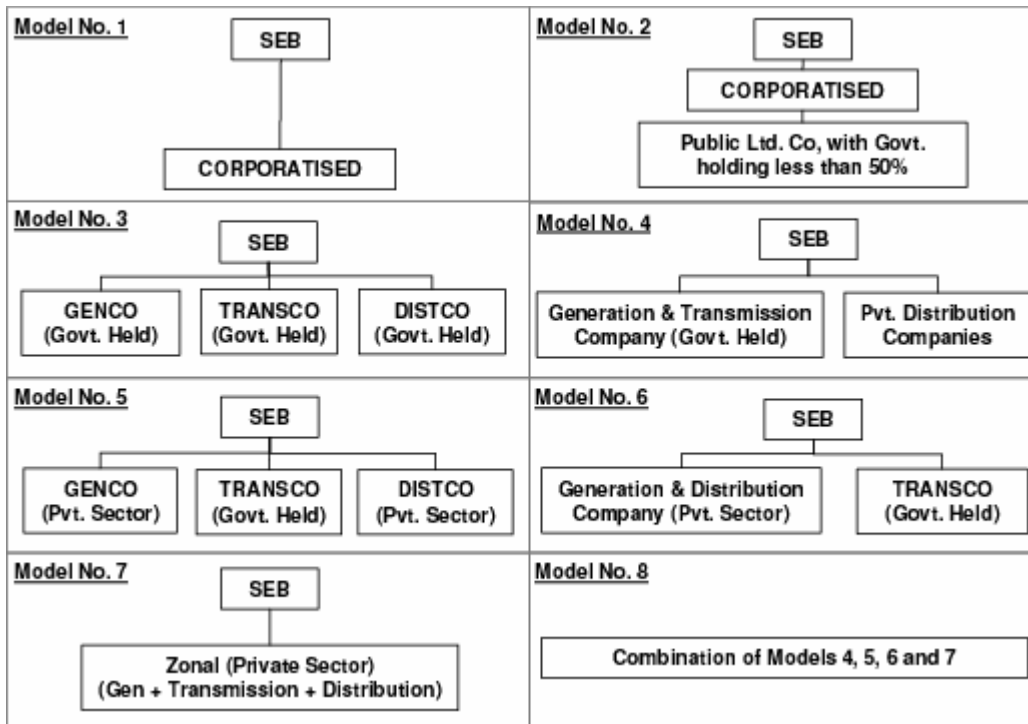 Model No. 1
SEB
CORPORATISED
Model No. 2
SEB
CORPORATISED
Public Ltd. Co, with Govt.
holding less than 50%
Model No. 3
SEB
GENCO
(Govt. Held)
TRANSCO
(Govt. Held)
DISTCO
(Govt. Held)
Model No. 4
SEB
Generation & Transmission
Company (Govt. Held)
Pvt. Distribution
Companies
Model No. 5
SEB
GENCO
(Pvt. Sector)
TRANSCO
(Govt. Held)
DISTCO
(Pvt. Sector)
Model No. 6
SEB
Generation & Distribution
Company (Pvt. Sector)
TRANSCO
(Govt. Held)
Model No. 7
SEB
Zonal (Private Sector)
(Gen + Transmission + Distribution)
Model No. 8
Combination of Models 4, 5, 6 and 7